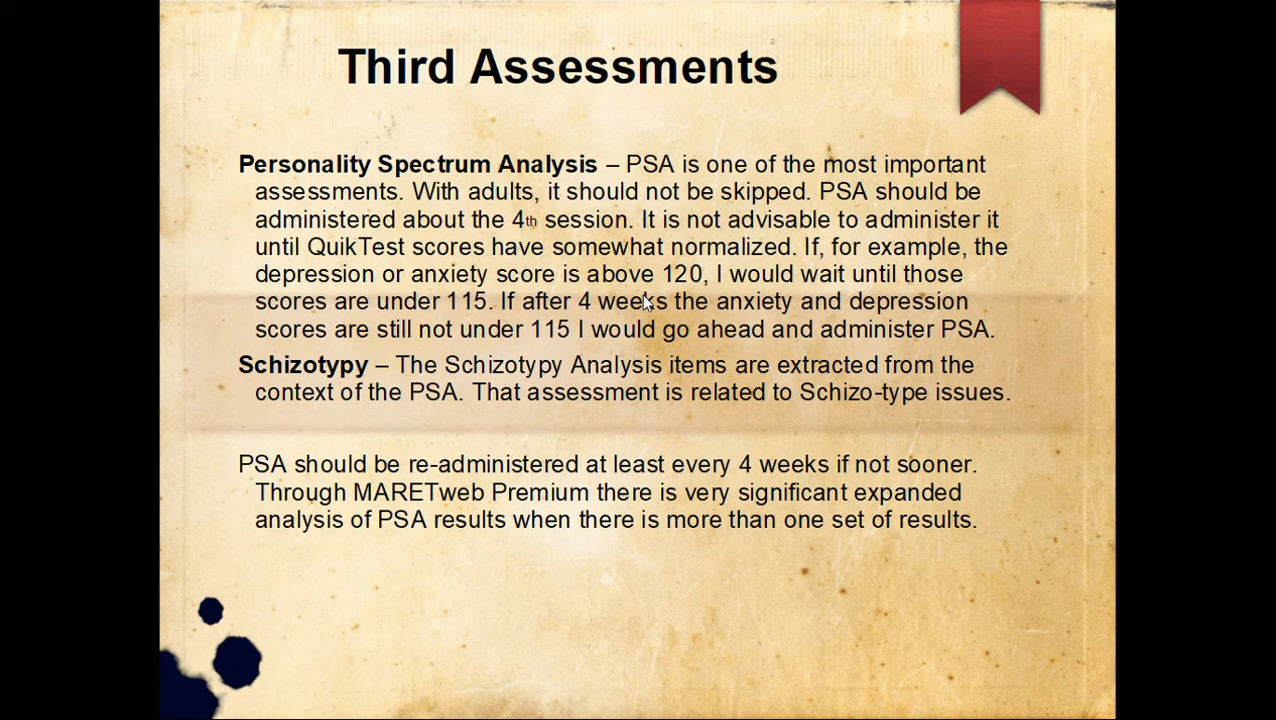 Third Assessments
Personality Spectrum Analysis – PSA is one of the most important
assessments. With adults, it should not be skipped. PSA should be
administered about the 4th session. It is not advisable to administer it
until QuikTest scores have somewhat normalized. If, for example, the
depression or anxiety score is above 120, I would wait until those
scores are under 115. If after 4 weeks the anxiety and depression
scores are still not under 115 I would go ahead and administer PSA.
Schizotypy – The Schizotypy Analysis items are extracted from the
context of the PSA. That assessment is related to Schizo-type issues.
PSA should be re-administered at least every 4 weeks if not sooner.
Through MARETweb Premium there is very significant expanded
analysis of PSA results when there is more than one set of results.